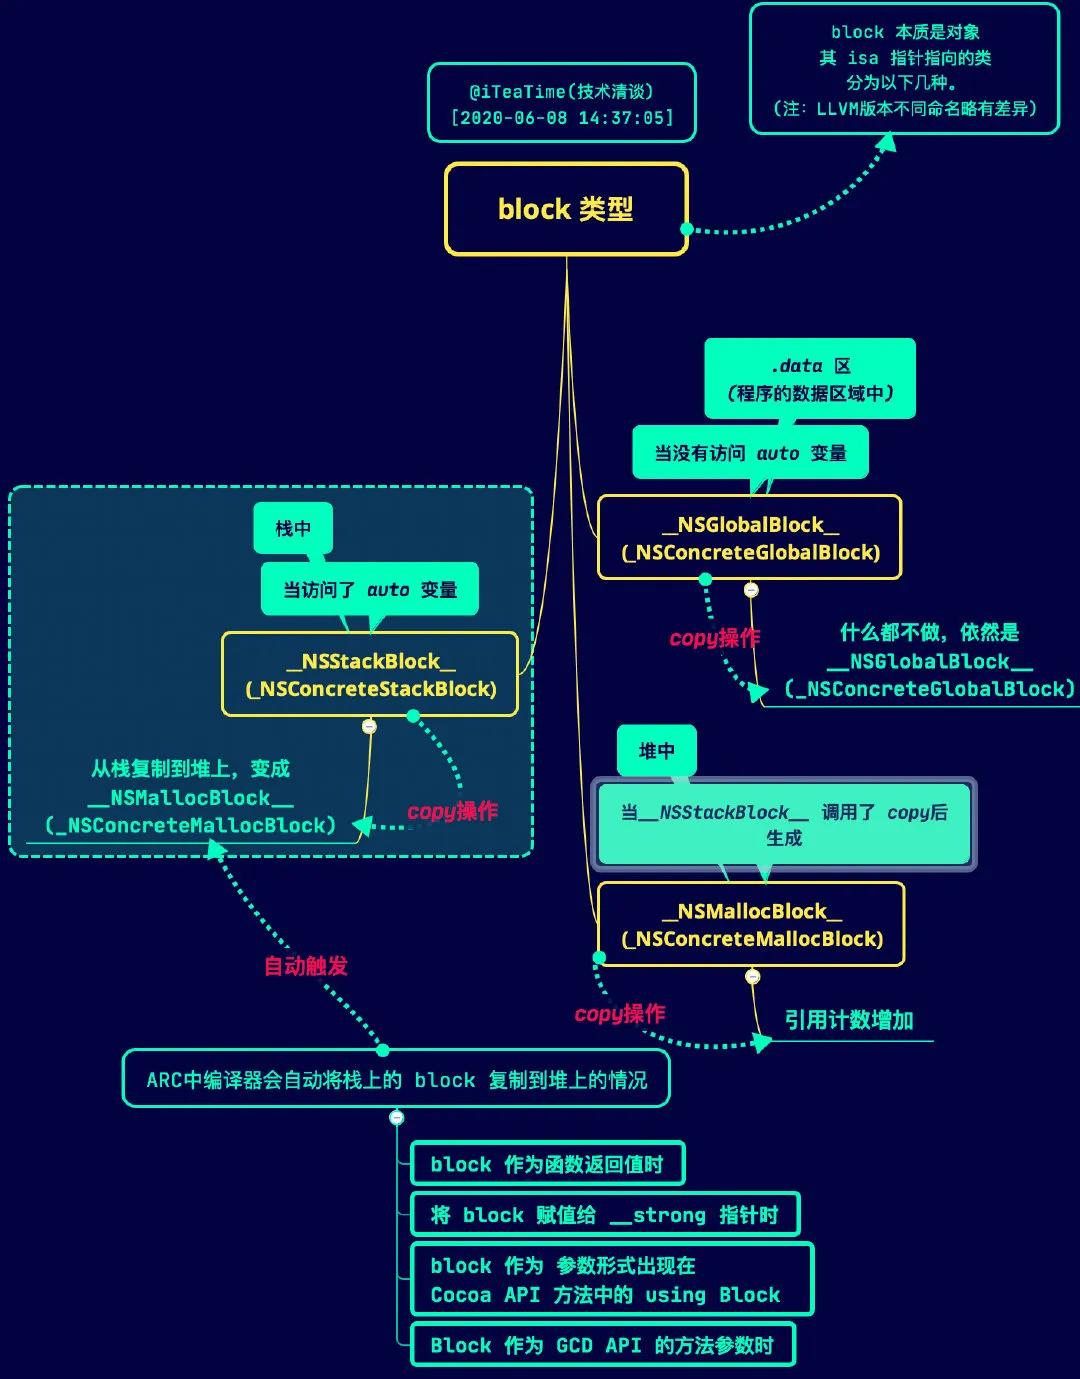 block 本质是对象
其 isa 指针指向的类
分为以下几种。
(注: LLVM版本不同命名略有差异)
@iTeaTime(技术清谈)
[2020-06-08 14:37:05]
block 类型
.data 区
(程序的数据区域中)
当没有访问 auto 变量
__NSGlobalBlock__
(_NSConcreteGlobalBlock)
copy操作
什么都不做，依然是
__NSGlobalBlock__
(_NSConcreteGlobalBlock)
栈中
当访问了 auto 变量
__NSStackBlock__
(_NSConcreteStackBlock)
copy操作
从栈复制到堆上，变成
__NSMallocBlock__
(_NSConcreteMallocBlock)
堆中
当__NSStackBlock__ 调用了 copy后
生成
__NSMallocBlock__
(_NSConcreteMallocBlock)
copy操作
引用计数增加
自动触发
ARC中编译器会自动将栈上的 block 复制到堆上的情况
block 作为函数返回值时
将 block 赋值给 __strong 指针时
block 作为 参数形式出现在
Cocoa API 方法中的 using Block
Block 作为 GCD API 的方法参数时